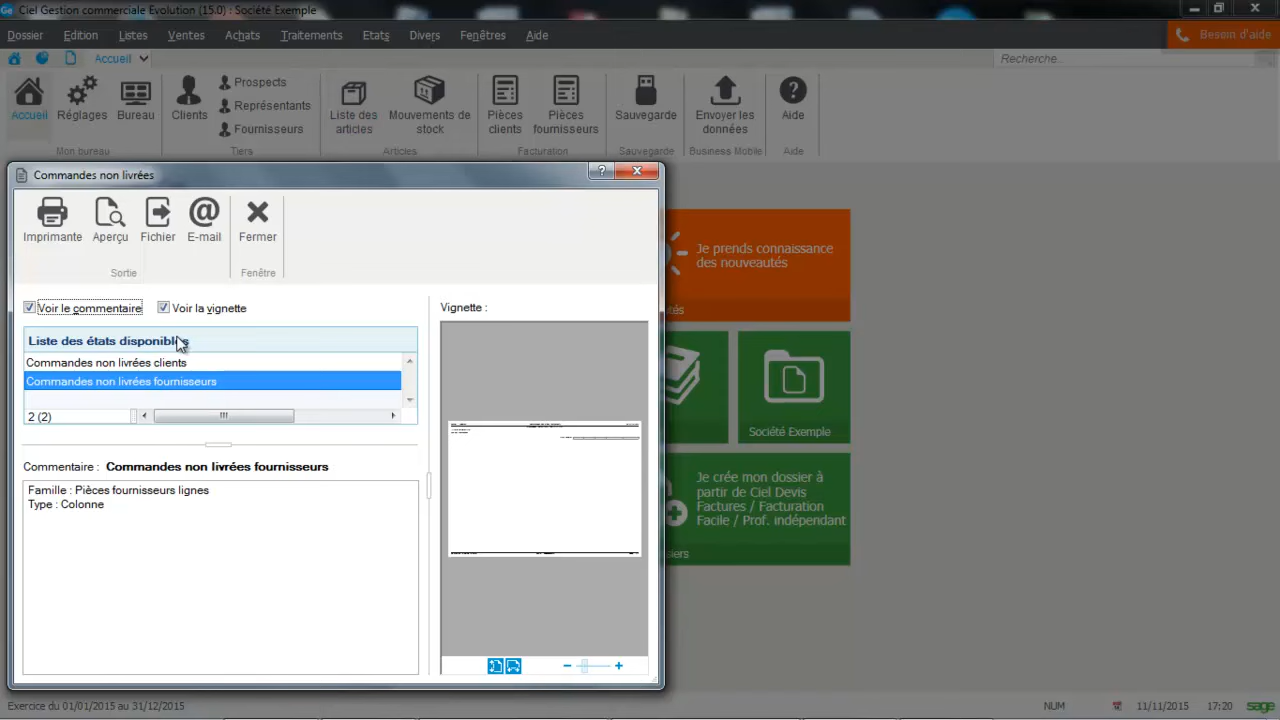 Ciel Gestion commerciale Evolution (15.0) : Société Exemple
Dossier Edition Listes Ventes Achats Traitements Etats Divers Fenêtres Aide
Besoin d'aide
Accueil
Recherche...
Accueil Réglages Bureau
Mon bureau
Clients
Prospects
Représentants
Fournisseurs
Tiers
Liste des articles
Mouvements de stock
Articles
Pièces clients
Pièces fournisseurs
Facturation
Sauvegarde
Sauvegarde
Envoyer les données
Business Mobile
Aide
Aide
Commandes non livrées
Imprimante Aperçu Fichier E-mail Fermer
Sortie Fenêtre
Voir le commentaire Voir la vignette
Vignette :
Liste des états disponibles
Commandes non livrées clients
Commandes non livrées fournisseurs
2 (2)
Commentaire : Commandes non livrées fournisseurs
Famille : Pièces fournisseurs lignes
Type : Colonne
Je prends connaissance
des nouveautés
Société Exemple
Je crée mon dossier à
partir de Ciel Devis
Factures / Facturation
Facile / Prof. indépendant
Exercice du 01/01/2015 au 31/12/2015
NUM
11/11/2015 17:20 sage